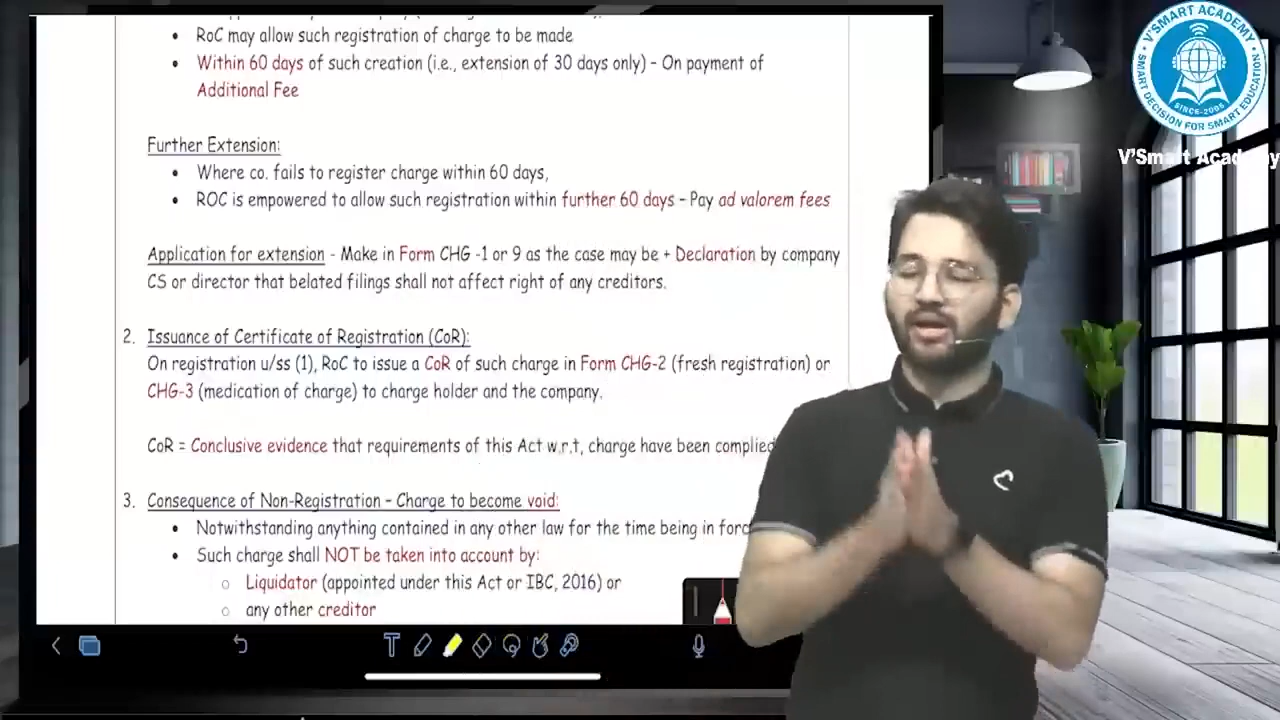 • RoC may allow such registration of charge to be made
• Within 60 days of such creation (i.e., extension of 30 days only) – On payment of
Additional Fee
Further Extension:
• Where co. fails to register charge within 60 days,
• ROC is empowered to allow such registration within further 60 days – Pay ad valorem fees
Application for extension - Make in Form CHG -1 or 9 as the case may be + Declaration by company
CS or director that belated filings shall not affect right of any creditors.
2. Issuance of Certificate of Registration (CoR):
On registration u/ss (1), RoC to issue a CoR of such charge in Form CHG-2 (fresh registration) or
CHG-3 (medication of charge) to charge holder and the company.
CoR = Conclusive evidence that requirements of this Act w.r.t, charge have been complied
3. Consequence of Non-Registration – Charge to become void:
• Notwithstanding anything contained in any other law for the time being in forc
• Such charge shall NOT be taken into account by:
○ Liquidator (appointed under this Act or IBC, 2016) or
○ any other creditor
V'SMART ACADEMY
SMART DECISION FOR SMART EDUCATION
SINCE-2005
V'Smart Academy